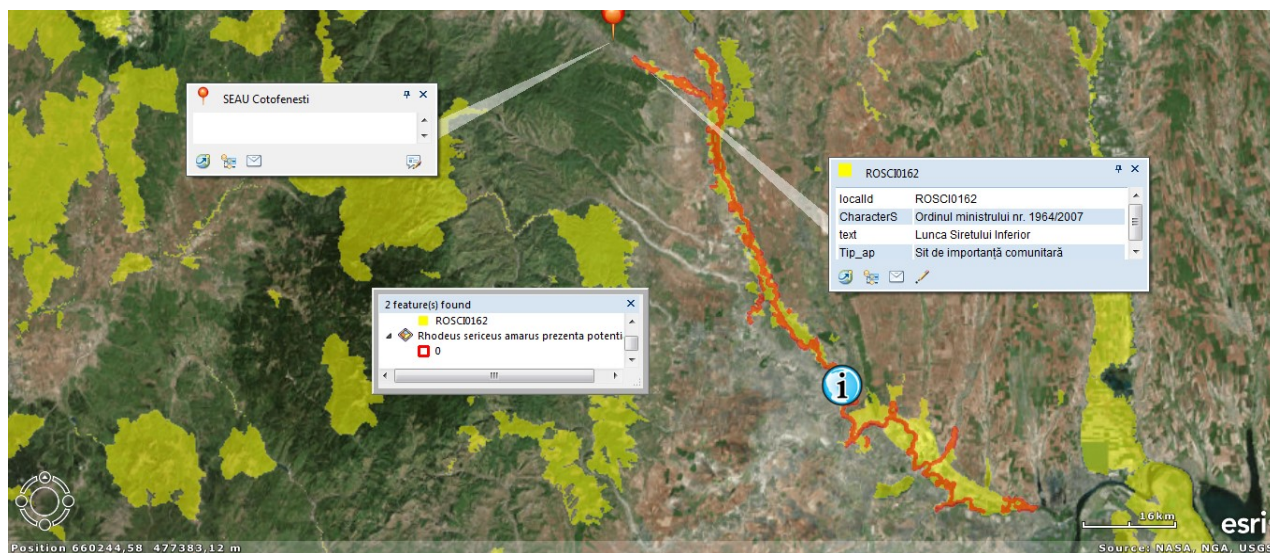 SEAU Cotofenesti
ROSCI0162
localId ROSCI0162
CharacterS Ordinul ministrului nr. 1964/2007
text Lunca Siretului Inferior
Tip_ap Sit de importanță comunitară
2 feature(s) found
ROSCI0162
Rhodeus sericeus amarus prezenta potenti
0
i
16km
esri
Position 660244,58 477383,12 m
Source: NASA, NGA, USGS